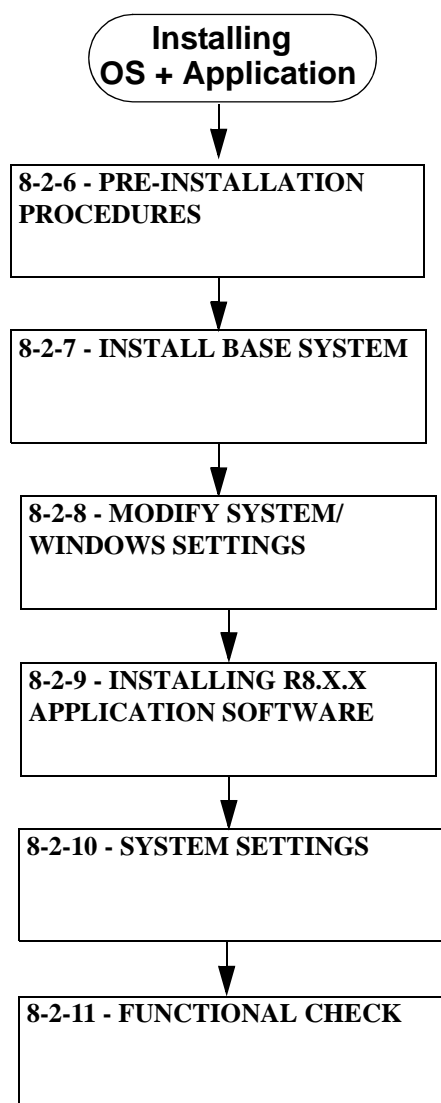 Installing
OS + Application
8-2-6 - PRE-INSTALLATION
PROCEDURES
8-2-7 - INSTALL BASE SYSTEM
8-2-8 - MODIFY SYSTEM/
WINDOWS SETTINGS
8-2-9 - INSTALLING R8.X.X
APPLICATION SOFTWARE
8-2-10 - SYSTEM SETTINGS
8-2-11 - FUNCTIONAL CHECK